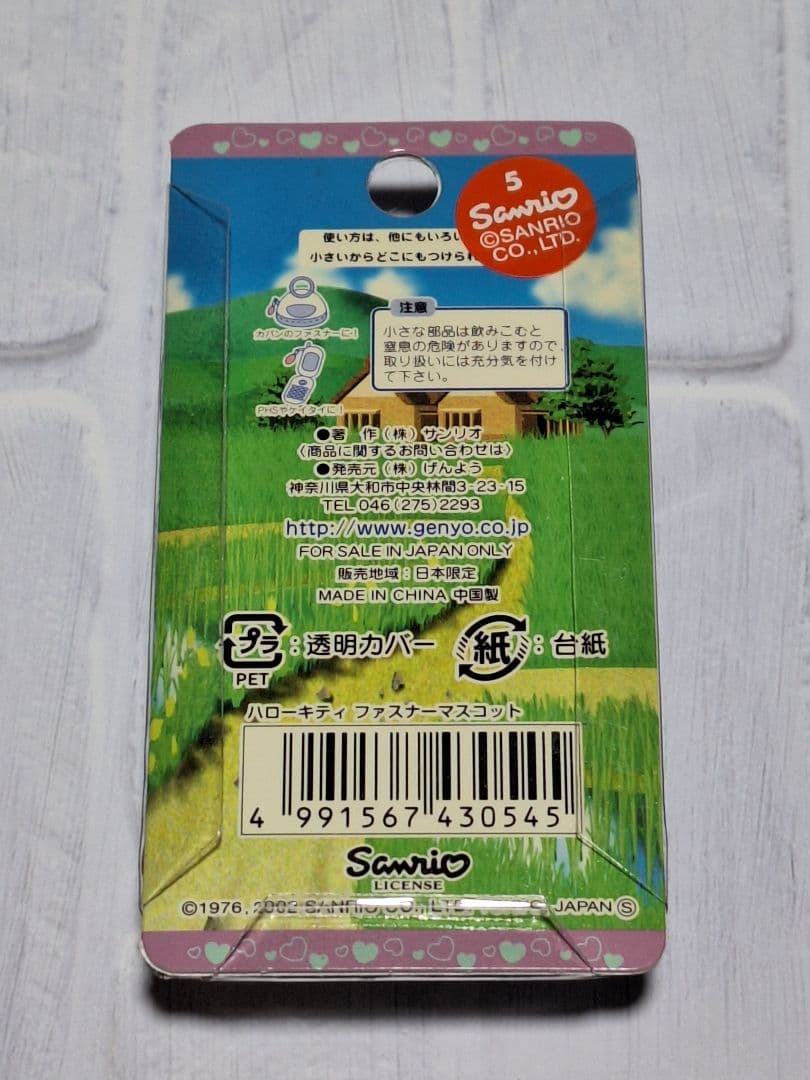 5
Sanrio
©SANRIO
CO.,LTD.
使い方は、他にもいろい
小さいからどこにもつけられ
カバンのファスナーに!
PHSやケイタイに!
注意
小さな部品は飲みこむと
窒息の危険がありますので、
取り扱いには充分気を付け
て下さい。
●著 作(株)サンリオ
〈商品に関するお問い合わせは〉
●発売元(株)げんよう
神奈川県大和市中央林間3-23-15
TEL 046(275)2293
http://www.genyo.co.jp
FOR SALE IN JAPAN ONLY
販売地域:日本限定
MADE IN CHINA 中国製
プラ:透明カバー 紙:台紙
PET
ハローキティ ファスナーマスコット
4 991567 430545
Sanrio
LICENSE
©1976, 2002 SANRIO CO., LTD. JAPAN Ⓢ